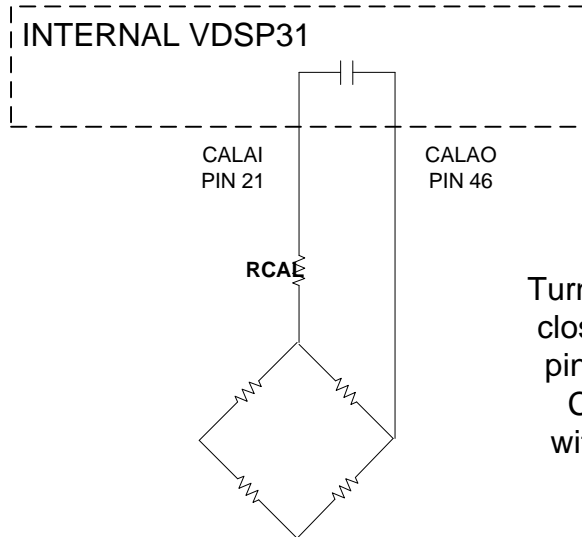 INTERNAL VDSP31
CALAI
PIN 21
CALAO
PIN 46
RCAL
Turn
clos
pin
C
wit